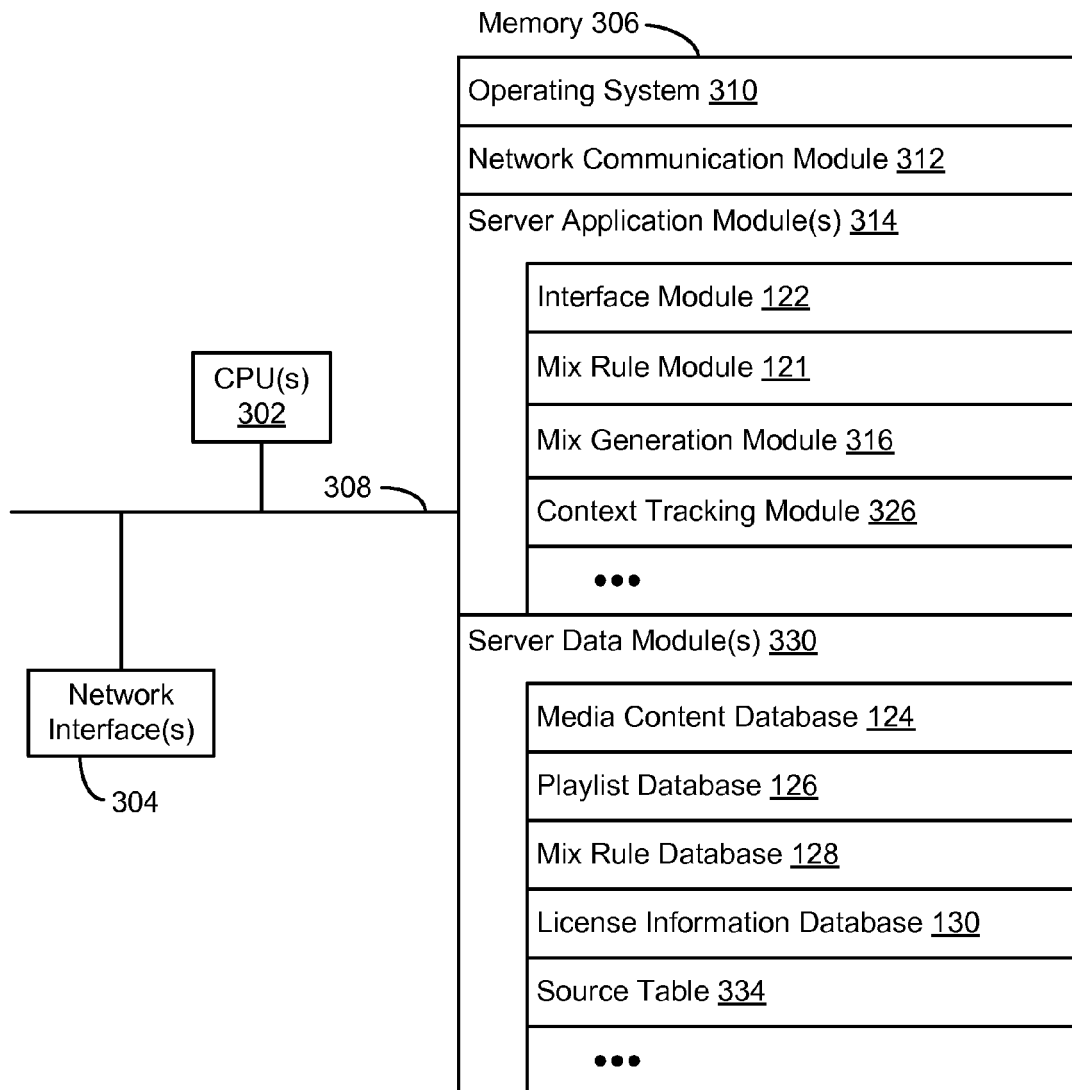 Memory 306
Operating System 310
Network Communication Module 312
Server Application Module(s) 314
Interface Module 122
Mix Rule Module 121
Mix Generation Module 316
Context Tracking Module 326
•••
CPU(s)
302
308
Network
Interface(s)
304
Server Data Module(s) 330
Media Content Database 124
Playlist Database 126
Mix Rule Database 128
License Information Database 130
Source Table 334
•••